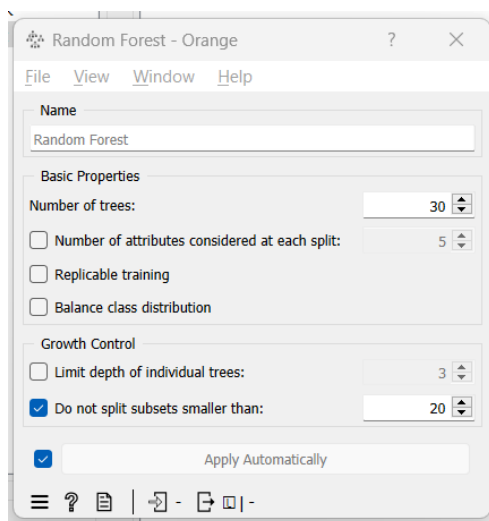 Random Forest - Orange ?
File View Window Help
Name
Random Forest
Basic Properties
Number of trees: 30
Number of attributes considered at each split: 5
Replicable training
Balance class distribution
Growth Control
Limit depth of individual trees: 3
Do not split subsets smaller than: 20
Apply Automatically
? | - | -